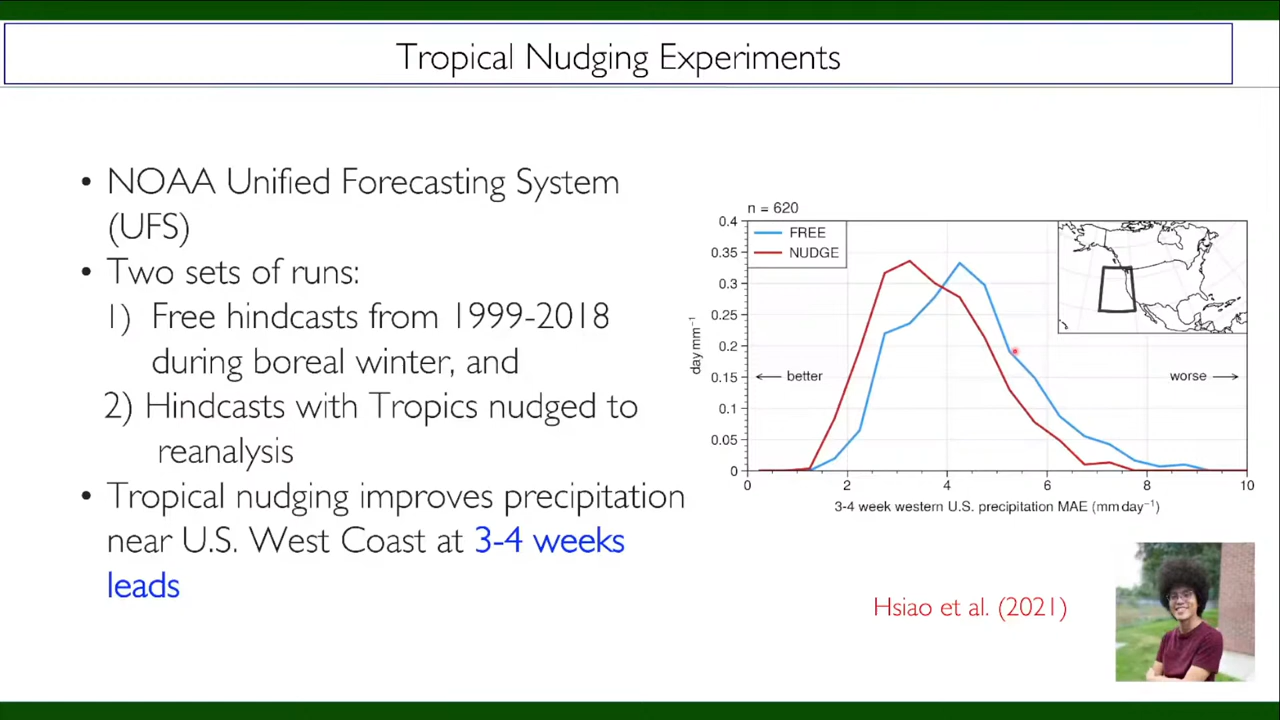 Tropical Nudging Experiments
• NOAA Unified Forecasting System
(UFS)
• Two sets of runs:
1) Free hindcasts from 1999-2018
during boreal winter, and
2) Hindcasts with Tropics nudged to
reanalysis
• Tropical nudging improves precipitation
near U.S. West Coast at 3-4 weeks
leads
n = 620
FREE
NUDGE
0.4
0.35
0.3
0.25
0.2
0.15
0.1
0.05
0
day mm⁻¹
← better
worse →
0 2 4 6 8 10
3-4 week western U.S. precipitation MAE (mm day⁻¹)
Hsiao et al. (2021)